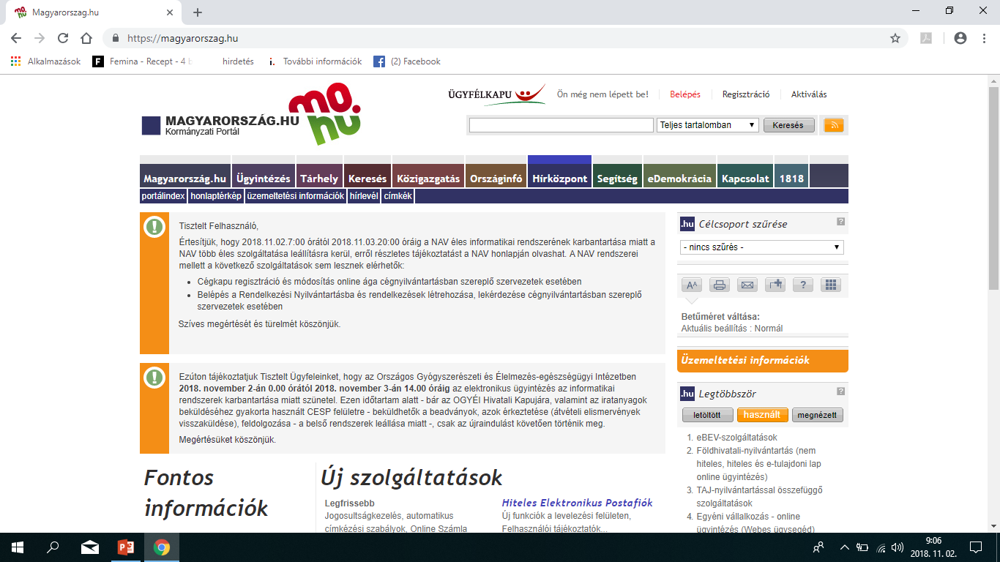 Magyarorszag.hu
https://magyarorszag.hu
Alkalmazások
F
Femina - Recept - 4
hirdetés
i.
További információk
(2) Facebook
MAGYARORSZÁG.HU
Kormányzati Portál
mo.
hu
ÜGYFÉLKAPU
Ön még nem lépett be!
Belépés
Regisztráció
Aktiválás
Teljes tartalomban
Keresés
Magyarország.hu
Ügyintézés
Tárhely
Keresés
Közigazgatás
Országinfó
Hírközpont
Segítség
eDemokrácia
Kapcsolat
1818
portálindex
honlaptérkép
üzemeltetési információk
hírlevél
címkék
Tisztelt Felhasználó,
Értesítjük, hogy 2018.11.02.7:00 órától 2018.11.03.20:00 óráig a NAV éles informatikai rendszerének karbantartása miatt a
NAV több éles szolgáltatása leállításra kerül, erről részletes tájékoztatást a NAV honlapján olvashat. A NAV rendszerei
mellett a következő szolgáltatások sem lesznek elérhetők:
• Cégkapu regisztráció és módosítás online ága cégnyilvántartásban szereplő szervezetek esetében
• Belépés a Rendelkezési Nyilvántartásba és rendelkezések létrehozása, lekérdezése cégnyilvántartásban szereplő
szervezetek esetében
Szíves megértését és türelmét köszönjük.
Ezúton tájékoztatjuk Tisztelt Ügyfeleinket, hogy az Országos Gyógyszerészeti és Élelmezés-egészségügyi Intézetben
2018. november 2-án 0.00 órától 2018. november 3-án 14.00 óráig az elektronikus ügyintézés az informatikai
rendszerek karbantartása miatt szünetel. Ezen időtartam alatt - bár az OGYÉI Hivatali Kapujára, valamint az iratanyagok
beküldéséhez gyakorta használt CESP felületre - beküldhetők a beadványok, azok érkeztetése (átvételi elismervények
visszaküldése), feldolgozása - a belső rendszerek leállása miatt -, csak az újraindulást követően történik meg.
Megértésüket köszönjük.
Fontos
információk
Új szolgáltatások
Legfrissebb
Jogosultságkezelés, automatikus
címkézési szabályok, Online Számla
Hiteles Elektronikus Postafiók
Új funkciók a levelezési felületen,
Felhasználói tájékoztatók...
.hu
Célcsoport szűrése
?
- nincs szűrés -
AA
?
Betűméret váltása:
Aktuális beállítás : Normál
Üzemeltetési információk
.hu
Legtöbbször
?
letöltött
használt
megnézett
1. eBEV-szolgáltatások
2. Földhivatali-nyilvántartás (nem
hiteles, hiteles és e-tulajdoni lap
online ügyintézés)
3. TAJ-nyilvántartással összefüggő
szolgáltatások
4. Egyéni vállalkozás - online
ügyintézés (Webes ügysegéd)
9:06
2018. 11. 02.